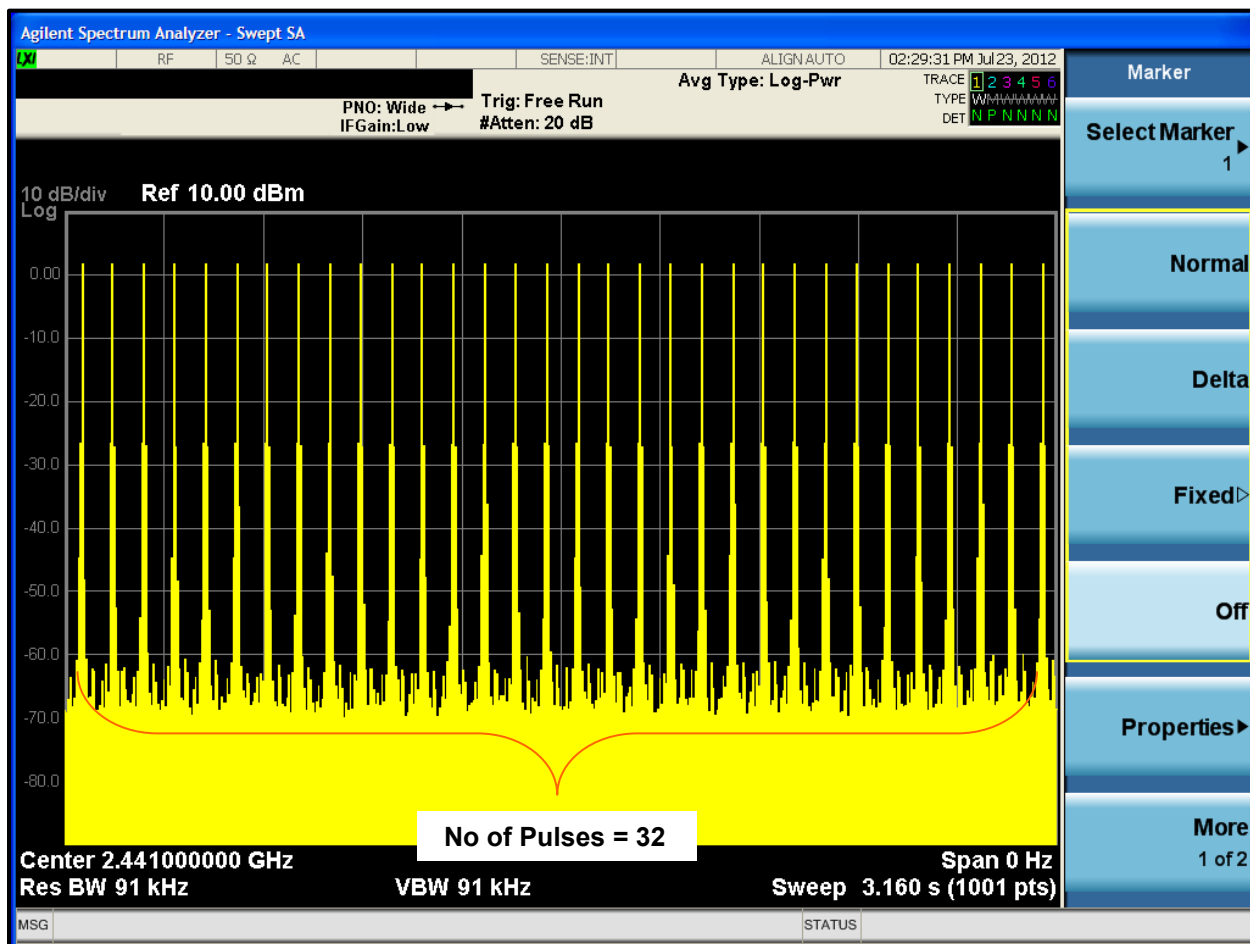 Agilent Spectrum Analyzer - Swept SA
LXI RF 50 Ω AC SENSE:INT ALIGN AUTO 02:29:31 PM Jul 23, 2012
Marker
Avg Type: Log-Pwr
TRACE 1 2 3 4 5 6
PNO: Wide Trig: Free Run
TYPE WMWWWWW
IFGain:Low #Atten: 20 dB
DET N P N N N N
Select Marker
1
10 dB/div Ref 10.00 dBm
Log
Normal
0.00
-10.0
Delta
-20.0
-30.0
Fixed
-40.0
-50.0
Off
-60.0
-70.0
Properties
-80.0
No of Pulses = 32
More
1 of 2
Center 2.441000000 GHz Span 0 Hz
Res BW 91 kHz VBW 91 kHz Sweep 3.160 s (1001 pts)
MSG STATUS